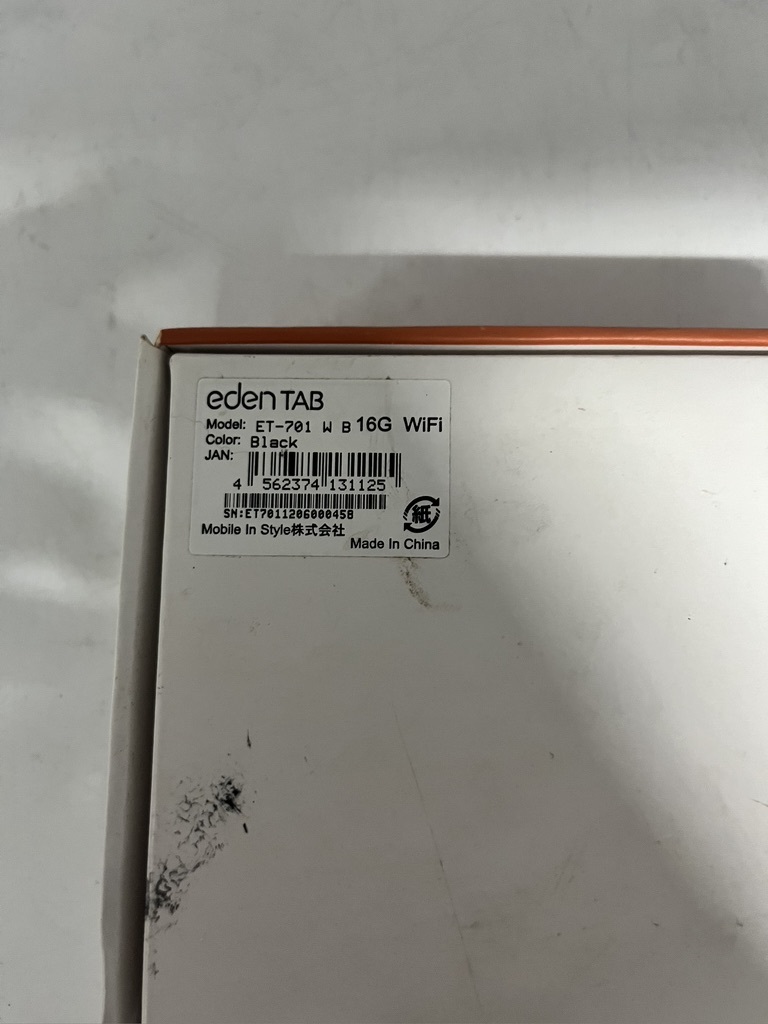 eden TAB
Model: ET-701 W B 16G WiFi
Color: Black
JAN:
4 562374 131125
SN:ET70112060000458
紙
Mobile In Style株式会社
Made In China